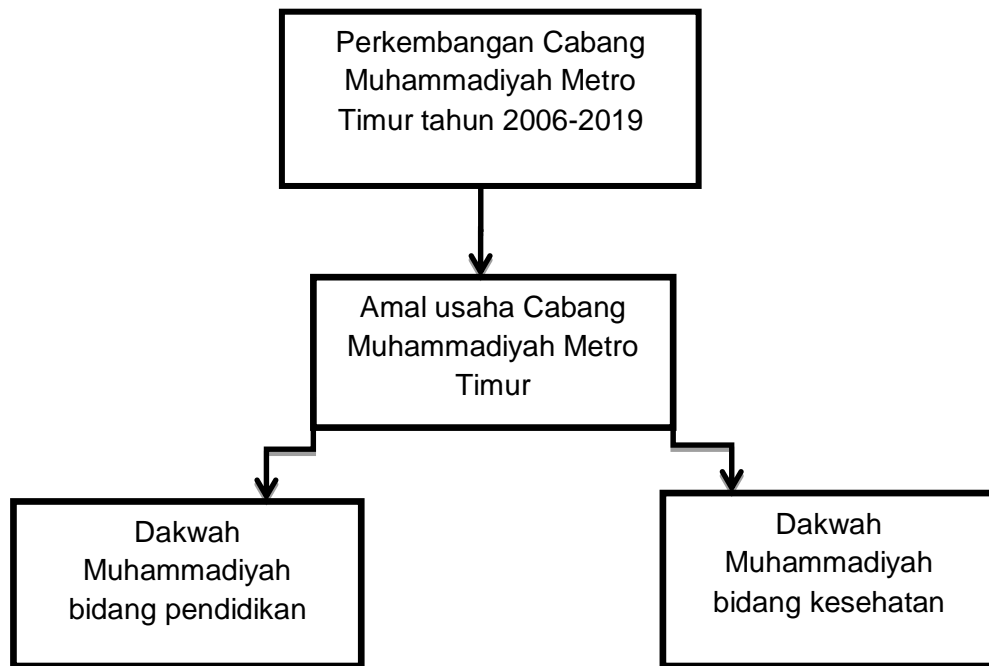 Perkembangan Cabang
Muhammadiyah Metro
Timur tahun 2006-2019
Amal usaha Cabang
Muhammadiyah Metro
Timur
Dakwah
Muhammadiyah
bidang pendidikan
Dakwah
Muhammadiyah
bidang kesehatan